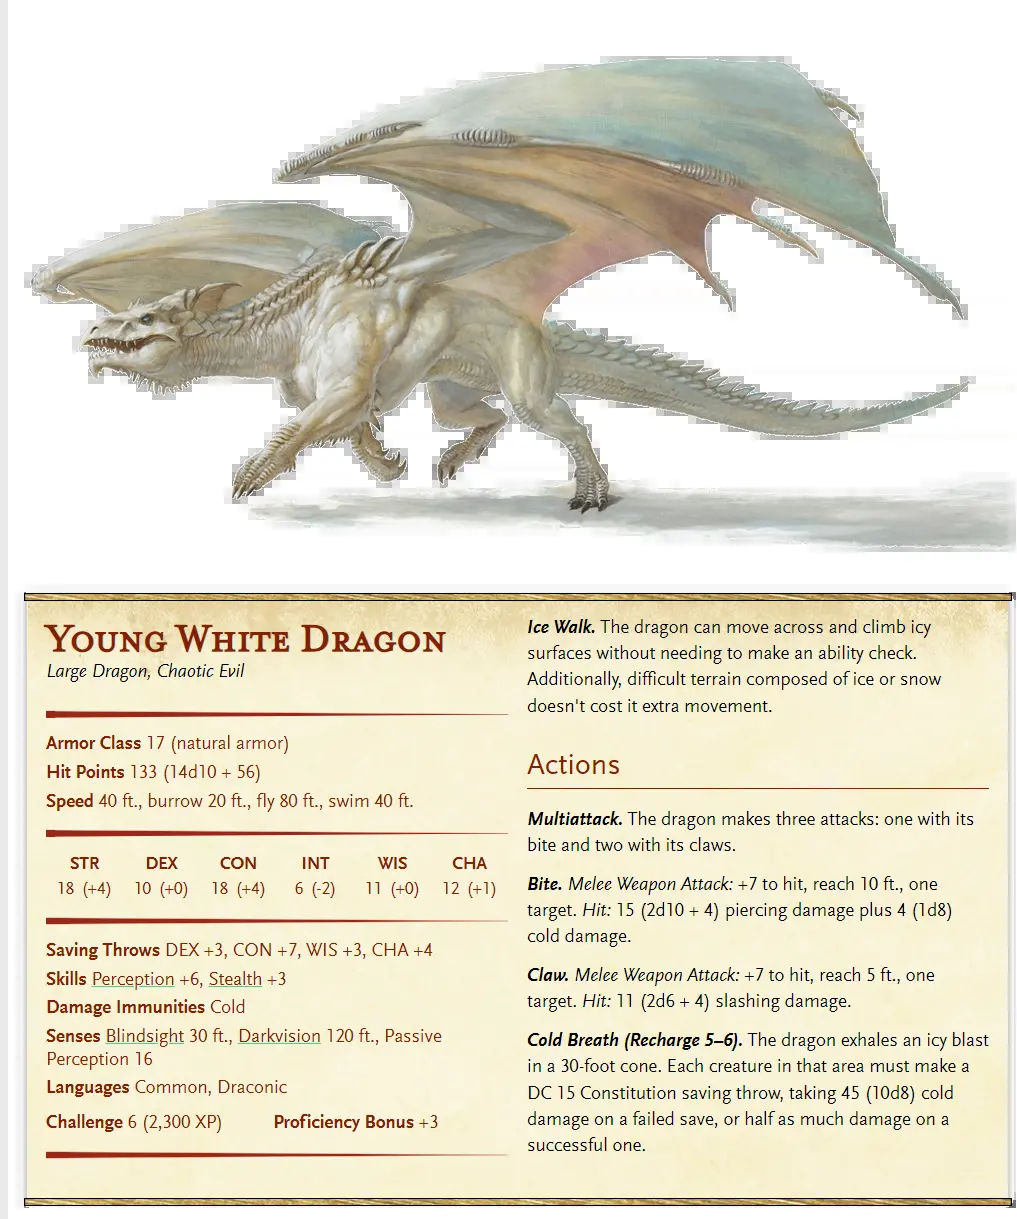 Young White Dragon
Large Dragon, Chaotic Evil
Armor Class 17 (natural armor)
Hit Points 133 (14d10 + 56)
Speed 40 ft., burrow 20 ft., fly 80 ft., swim 40 ft.
STR DEX CON INT WIS CHA
18 (+4) 10 (+0) 18 (+4) 6 (-2) 11 (+0) 12 (+1)
Saving Throws DEX +3, CON +7, WIS +3, CHA +4
Skills Perception +6, Stealth +3
Damage Immunities Cold
Senses Blindsight 30 ft., Darkvision 120 ft., Passive
Perception 16
Languages Common, Draconic
Challenge 6 (2,300 XP) Proficiency Bonus +3
Ice Walk. The dragon can move across and climb icy
surfaces without needing to make an ability check.
Additionally, difficult terrain composed of ice or snow
doesn't cost it extra movement.
Actions
Multiattack. The dragon makes three attacks: one with its
bite and two with its claws.
Bite. Melee Weapon Attack: +7 to hit, reach 10 ft., one
target. Hit: 15 (2d10 + 4) piercing damage plus 4 (1d8)
cold damage.
Claw. Melee Weapon Attack: +7 to hit, reach 5 ft., one
target. Hit: 11 (2d6 + 4) slashing damage.
Cold Breath (Recharge 5–6). The dragon exhales an icy blast
in a 30-foot cone. Each creature in that area must make a
DC 15 Constitution saving throw, taking 45 (10d8) cold
damage on a failed save, or half as much damage on a
successful one.